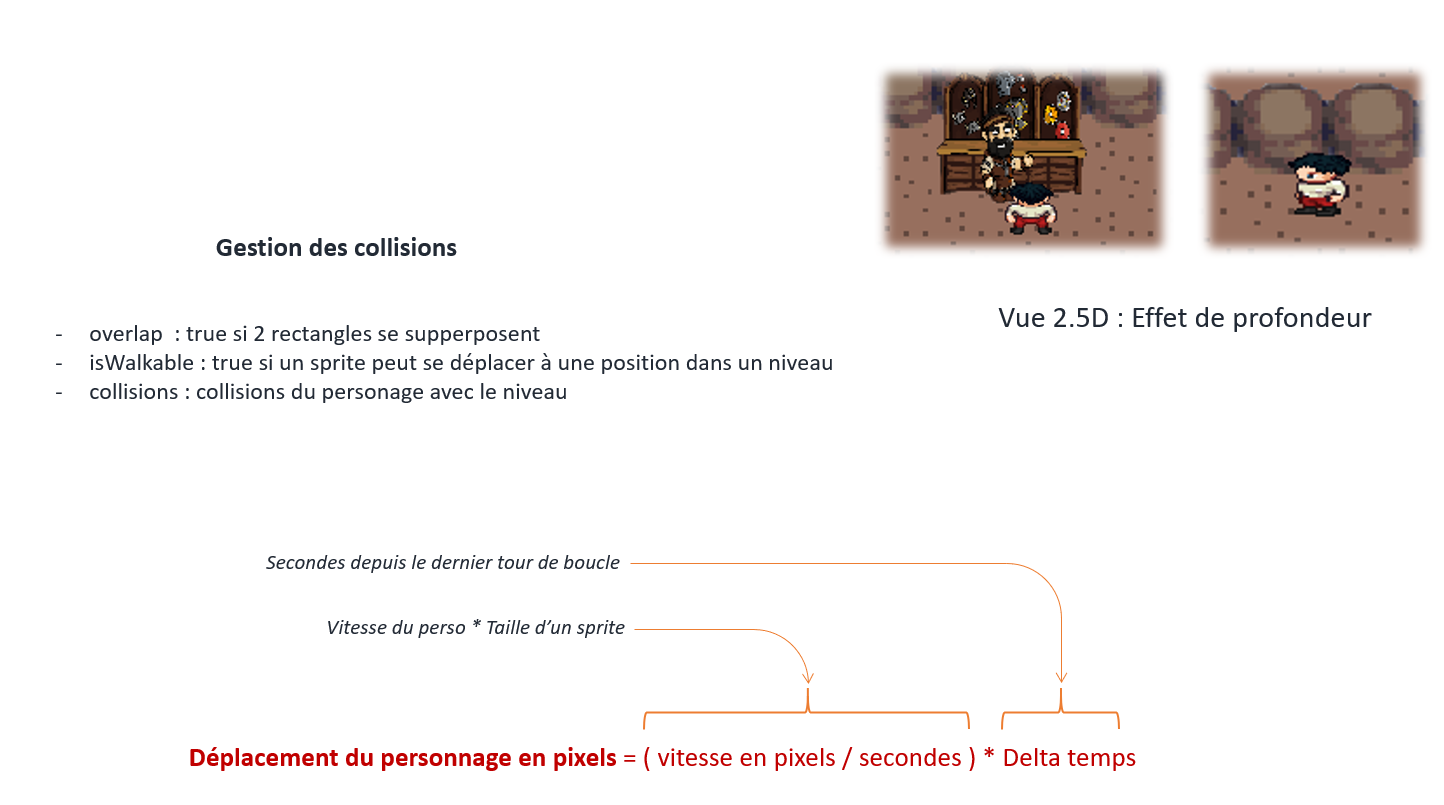 Gestion des collisions
- overlap : true si 2 rectangles se supperposent
- isWalkable : true si un sprite peut se déplacer à une position dans un niveau
- collisions : collisions du personage avec le niveau
Vue 2.5D : Effet de profondeur
Secondes depuis le dernier tour de boucle
Vitesse du perso * Taille d’un sprite
Déplacement du personnage en pixels = ( vitesse en pixels / secondes ) * Delta temps